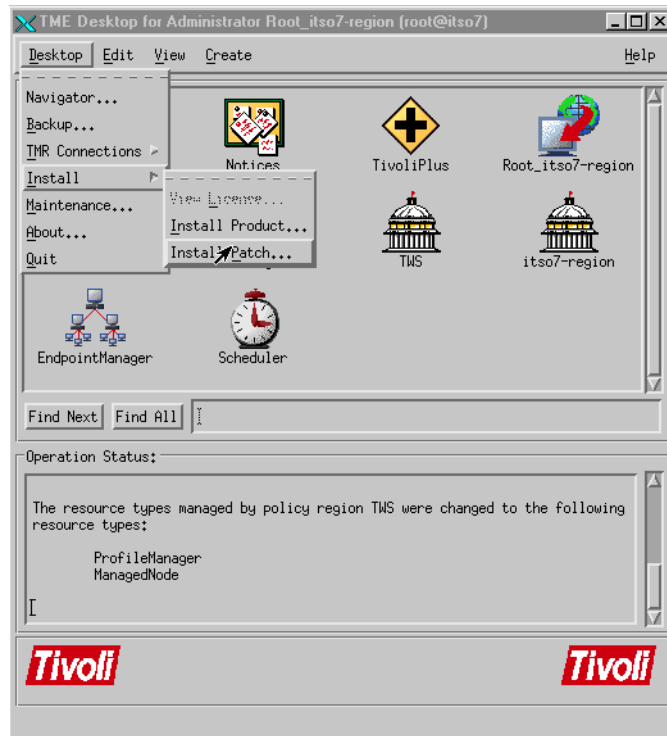 TME Desktop for Administrator Root_itso7-region (root@itso7)
Desktop Edit View Create Help
Navigator...
Backup...
TMR Connections
Install
Maintenance...
About...
Quit
View Licence...
Install Product...
Install Patch...
Notices
TivoliPlus
Root_itso7-region
TWS
itso7-region
EndpointManager
Scheduler
Find Next Find All
Operation Status:
The resource types managed by policy region TWS were changed to the following
resource types:
ProfileManager
ManagedNode
Tivoli Tivoli